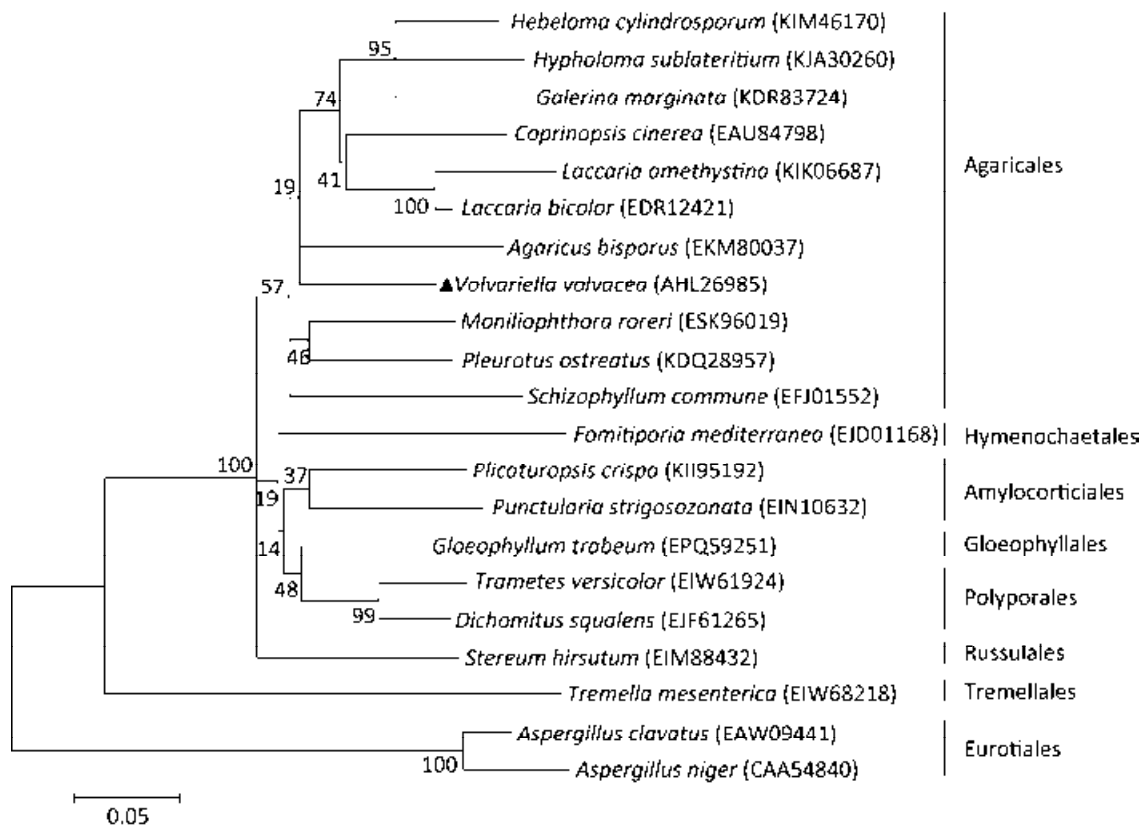 Hebeloma cylindrosporum (KIM46170)
95
Hypholoma sublateritium (KJA30260)
74
Galerina marginata (KDR83724)
Coprinopsis cinerea (EAU84798)
Agaricales
41
Laccaria amethystina (KIK06687)
19
100
Laccaria bicolor (EDR12421)
Agaricus bisporus (EKM80037)
57
▲Volvariella volvacea (AHL26985)
Moniliophthora roreri (ESK96019)
46
Pleurotus ostreatus (KDQ28957)
Schizophyllum commune (EFJ01552)
Fomitiporia mediterranea (EJD01168)
Hymenochaetales
100
37
Plicaturopsis crispa (KII95192)
19
Amylocorticiales
Punctularia strigosozonata (EIN10632)
14
Gloeophyllum trabeum (EPQ59251)
Gloeophyllales
48
Trametes versicolor (EIW61924)
Polyporales
99
Dichomitus squalens (EJF61265)
Stereum hirsutum (EIM88432)
Russulales
Tremella mesenterica (EIW68218)
Tremellales
Aspergillus clavatus (EAW09441)
Eurotiales
100
Aspergillus niger (CAA54840)
0.05